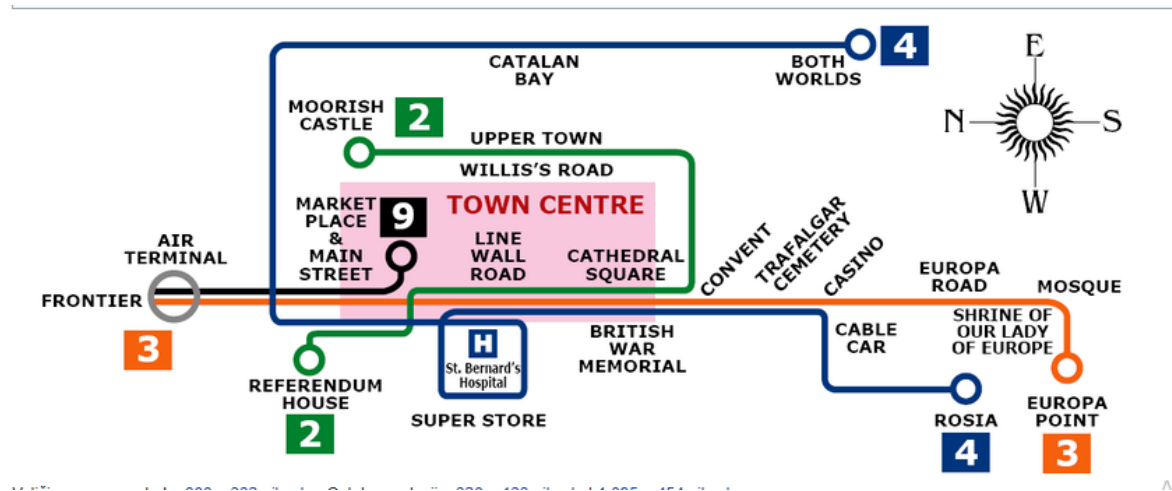 4
CATALAN
BAY
BOTH
WORLDS
E
N
S
W
MOORISH
CASTLE
2
UPPER TOWN
WILLIS'S ROAD
MARKET
PLACE
&
MAIN
STREET
9
TOWN CENTRE
LINE
WALL
ROAD
CATHEDRAL
SQUARE
AIR
TERMINAL
FRONTIER
3
CONVENT
TRAFALGAR
CEMETERY
CASINO
EUROPA
ROAD
MOSQUE
SHRINE OF
OUR LADY
OF EUROPE
CABLE
CAR
BRITISH
WAR
MEMORIAL
H
St. Bernard's
Hospital
REFERENDUM
HOUSE
2
SUPER STORE
ROSIA
4
EUROPA
POINT
3